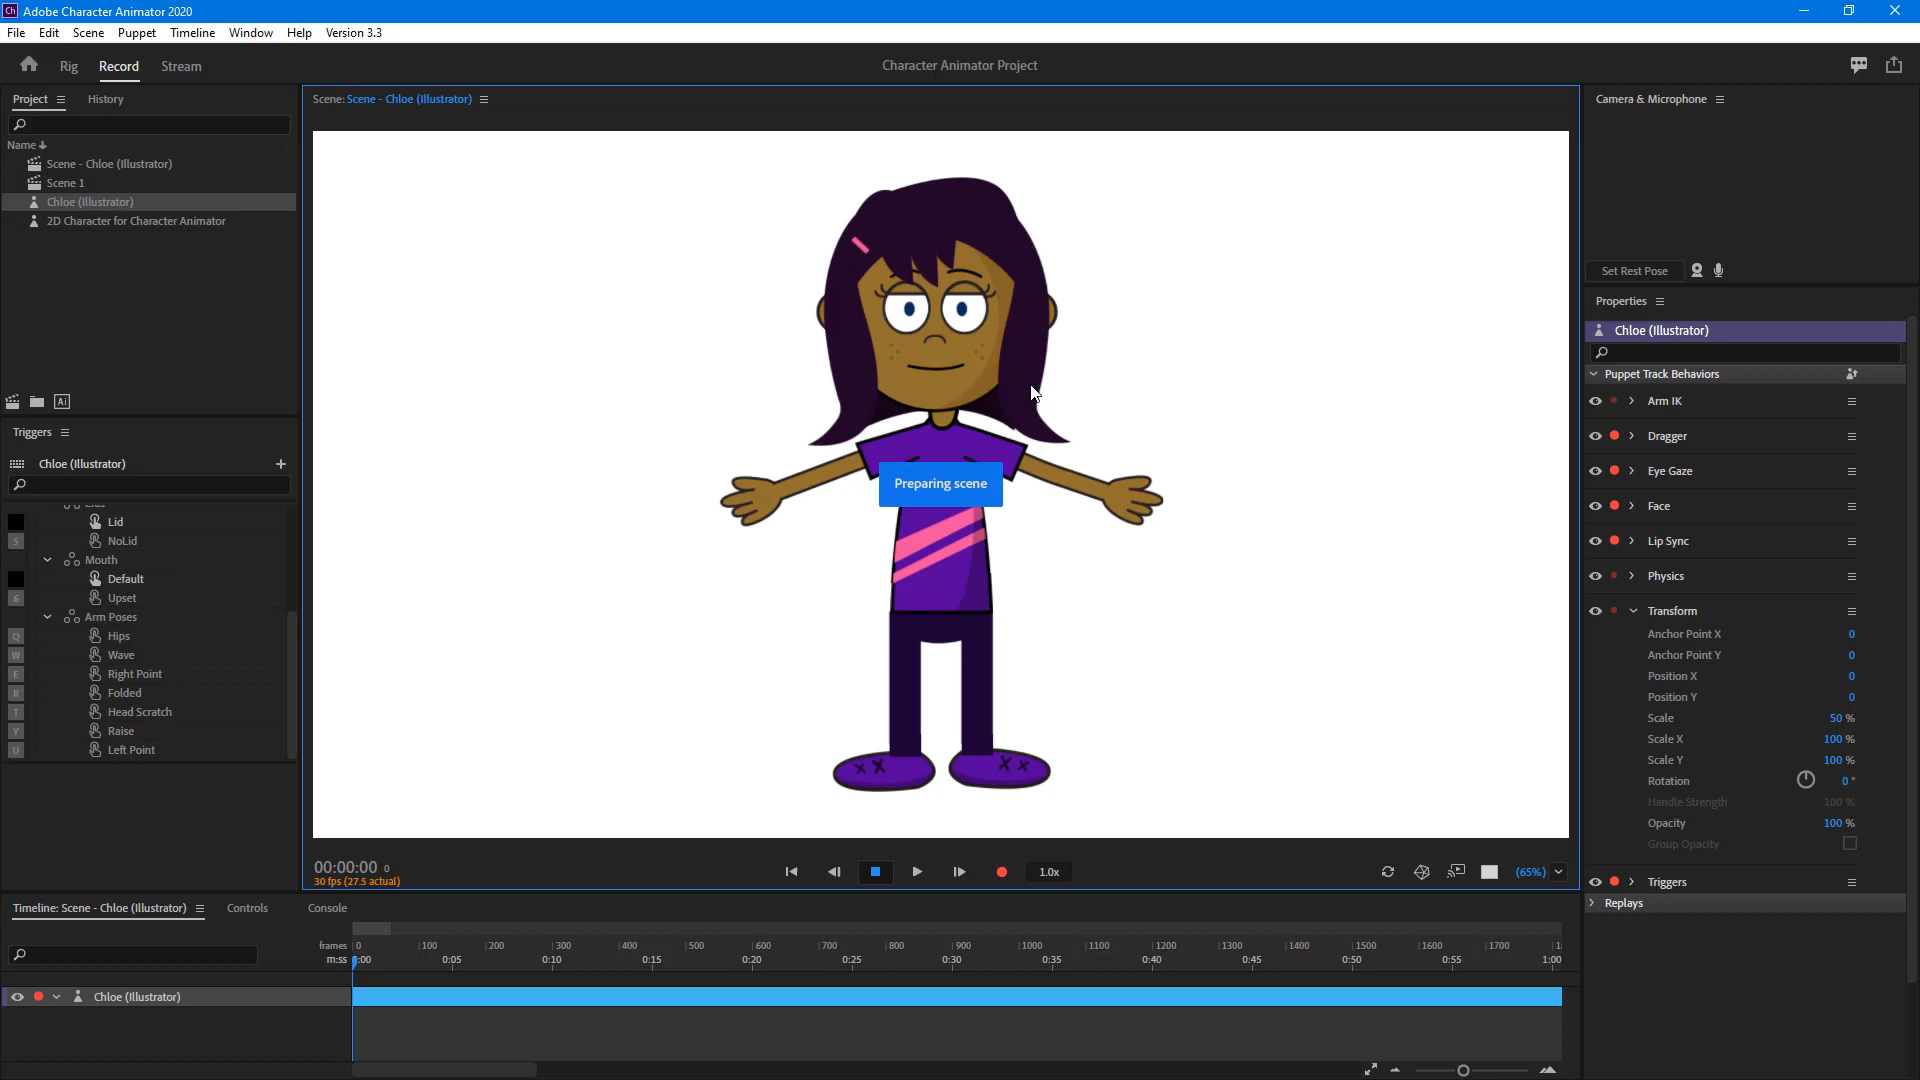 Ch Adobe Character Animator 2020
File Edit Scene Puppet Timeline Window Help Version 3.3
Rig Record Stream Character Animator Project
Project History
Name
Scene - Chloe (Illustrator)
Scene 1
Chloe (Illustrator)
2D Character for Character Animator
Ai
Triggers
Chloe (Illustrator)
Lid
S NoLid
Mouth
Default
6 Upset
Arm Poses
Q Hips
W Wave
E Right Point
R Folded
T Head Scratch
Y Raise
U Left Point
Scene: Scene - Chloe (Illustrator)
Preparing scene
00:00:00 0
30 fps (27.5 actual)
1.0x
(65%)
Camera & Microphone
Set Rest Pose
Properties
Chloe (Illustrator)
Puppet Track Behaviors
Arm IK
Dragger
Eye Gaze
Face
Lip Sync
Physics
Transform
Anchor Point X 0
Anchor Point Y 0
Position X 0
Position Y 0
Scale 50 %
Scale X 100 %
Scale Y 100 %
Rotation 0 °
Handle Strength 100 %
Opacity 100 %
Group Opacity
Triggers
Replays
Timeline: Scene - Chloe (Illustrator) Controls Console
frames 0 100 200 300 400 500 600 700 800 900 1000 1100 1200 1300 1400 1500 1600 1700
m:ss 0:05 0:10 0:15 0:20 0:25 0:30 0:35 0:40 0:45 0:50 0:55 1:00
Chloe (Illustrator)